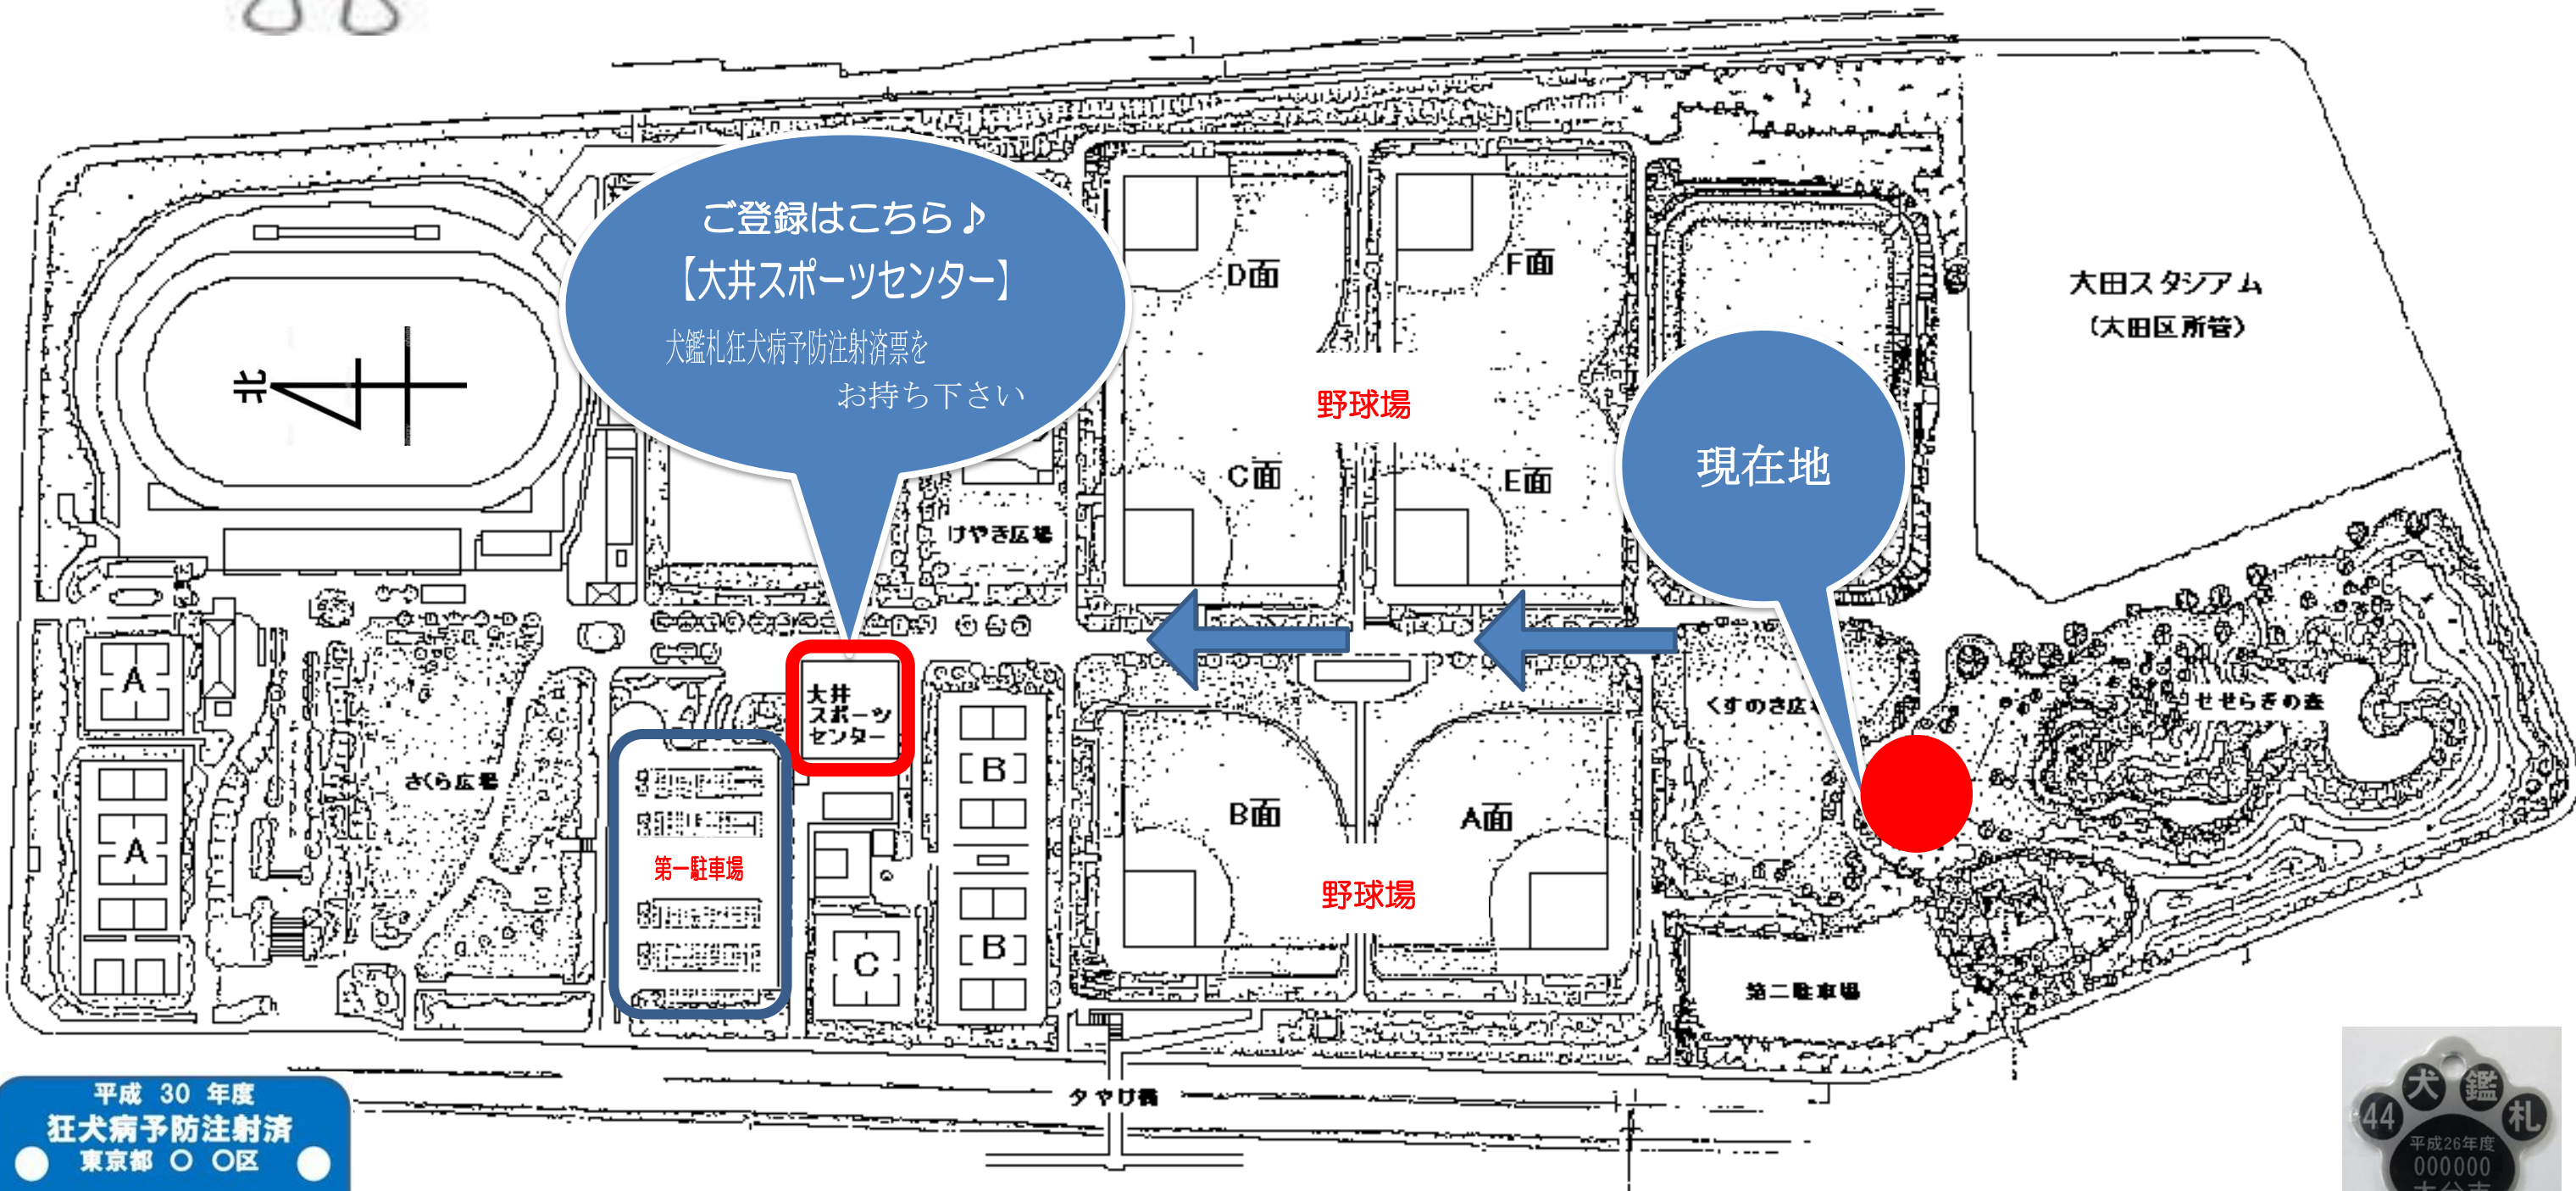 ご登録はこちら♪
【大井スポーツセンター】
犬鑑札狂犬病予防注射済票を
お持ち下さい
北
D面
F面
大田スタジアム
（大田区所管）
野球場
現在地
C面
E面
けやき広場
A
大井
スポーツ
センター
くすのき広
せせらぎの森
B
さくら広場
B面
A面
A
第一駐車場
野球場
B
C
第二駐車場
夕やけ橋
平成 30 年度
狂犬病予防注射済
東京都 〇 〇区
犬鑑札
44
平成26年度
000000